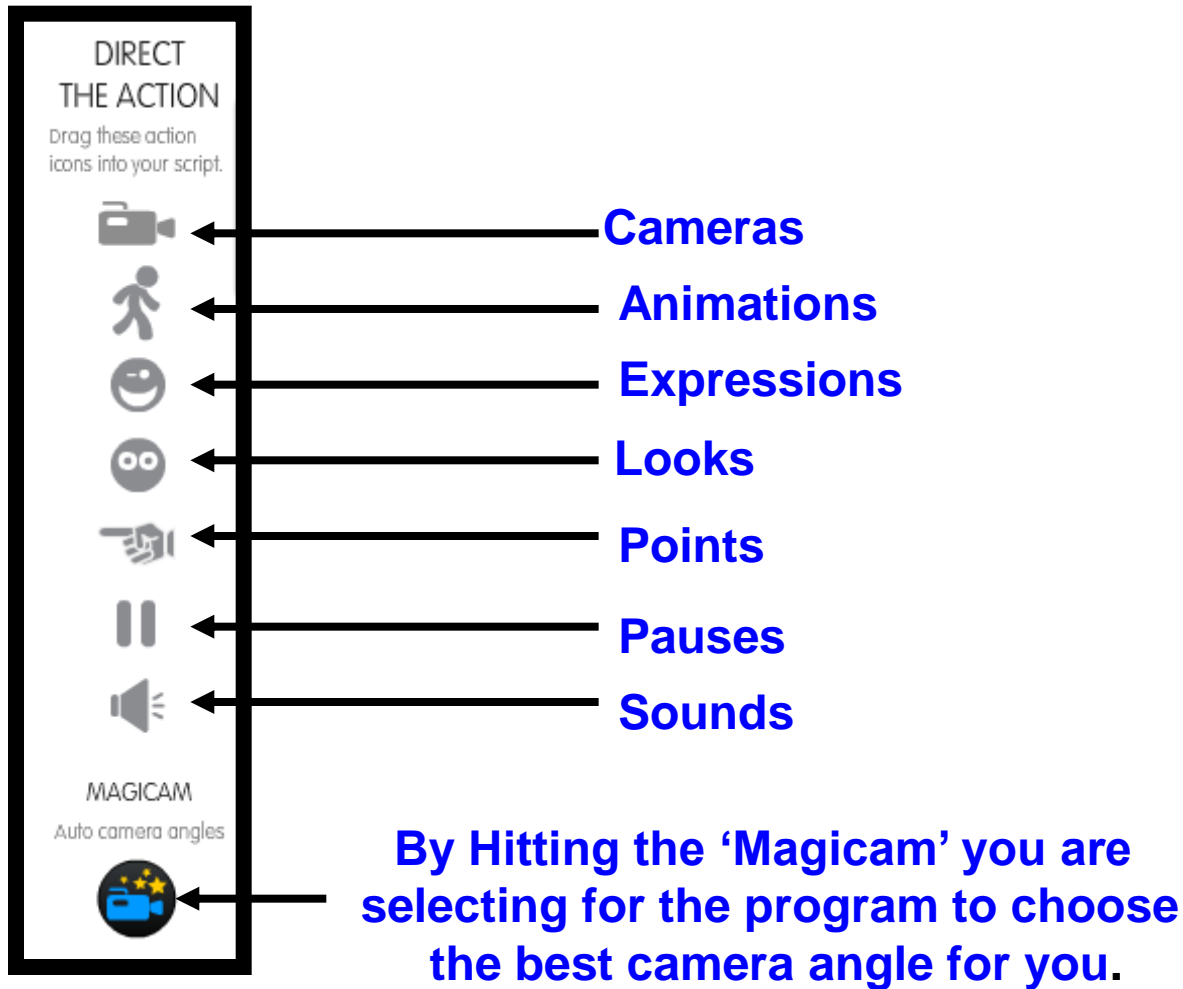 DIRECT
THE ACTION
Drag these action
icons into your script.
Cameras
Animations
Expressions
Looks
Points
Pauses
Sounds
MAGICAM
Auto camera angles
By Hitting the ‘Magicam’ you are
selecting for the program to choose
the best camera angle for you.